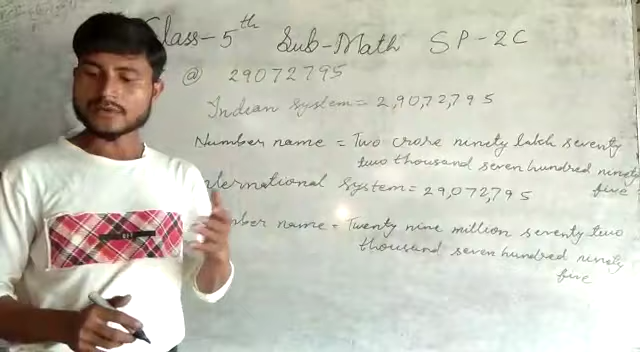 Class-5th Sub-Math SP-2C
@ 29072795
Indian system = 2,90,72,795
Number name = Two crore ninety lakh seventy
two thousand seven hundred ninety
five
nternational system = 29,072,795
mber name = Twenty nine million seventy two
thousand seven hundred ninety
five